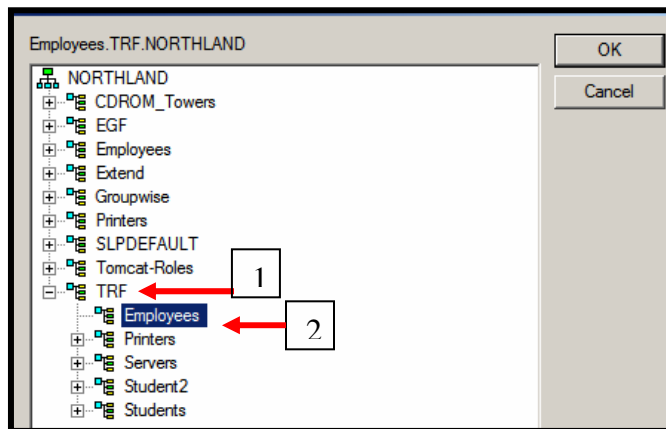 Employees.TRF.NORTHLAND
OK
Cancel
NORTHLAND
CDROM_Towers
EGF
Employees
Extend
Groupwise
Printers
SLPDEFAULT
Tomcat-Roles
1
TRF
Employees
2
Printers
Servers
Student2
Students